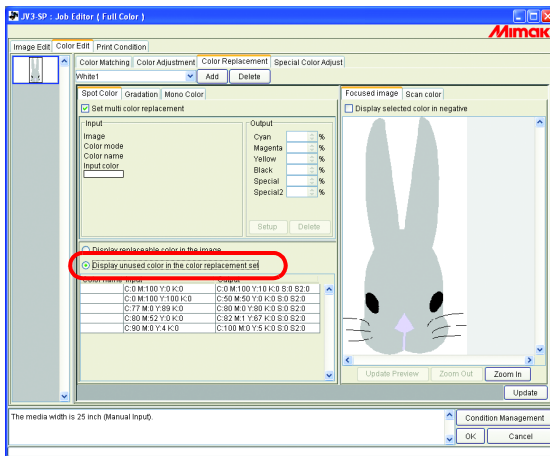 JV3-SP : Job Editor ( Full Color )
Mimaki
Image Edit Color Edit Print Condition
Color Matching Color Adjustment Color Replacement Special Color Adjust
White1 Add Delete
Spot Color Gradation Mono Color
Set multi color replacement
Input
Image
Color mode
Color name
Input color
Output
Cyan %
Magenta %
Yellow %
Black %
Special %
Special2 %
Setup Delete
Display replaceable color in the image
Display unused color in the color replacement set
Color name Input Output
C:0 M:100 Y:0 K:0 C:0 M:100 Y:10 K:0 S:0 S2:0
C:0 M:100 Y:100 K:0 C:50 M:50 Y:0 K:0 S:0 S2:0
C:77 M:0 Y:89 K:0 C:80 M:0 Y:80 K:0 S:0 S2:0
C:80 M:52 Y:0 K:0 C:82 M:1 Y:67 K:0 S:0 S2:0
C:90 M:0 Y:4 K:0 C:100 M:0 Y:5 K:0 S:0 S2:0
Focused image Scan color
Display selected color in negative
Update Preview Zoom Out Zoom In
Update
The media width is 25 inch (Manual Input).
Condition Management
OK Cancel